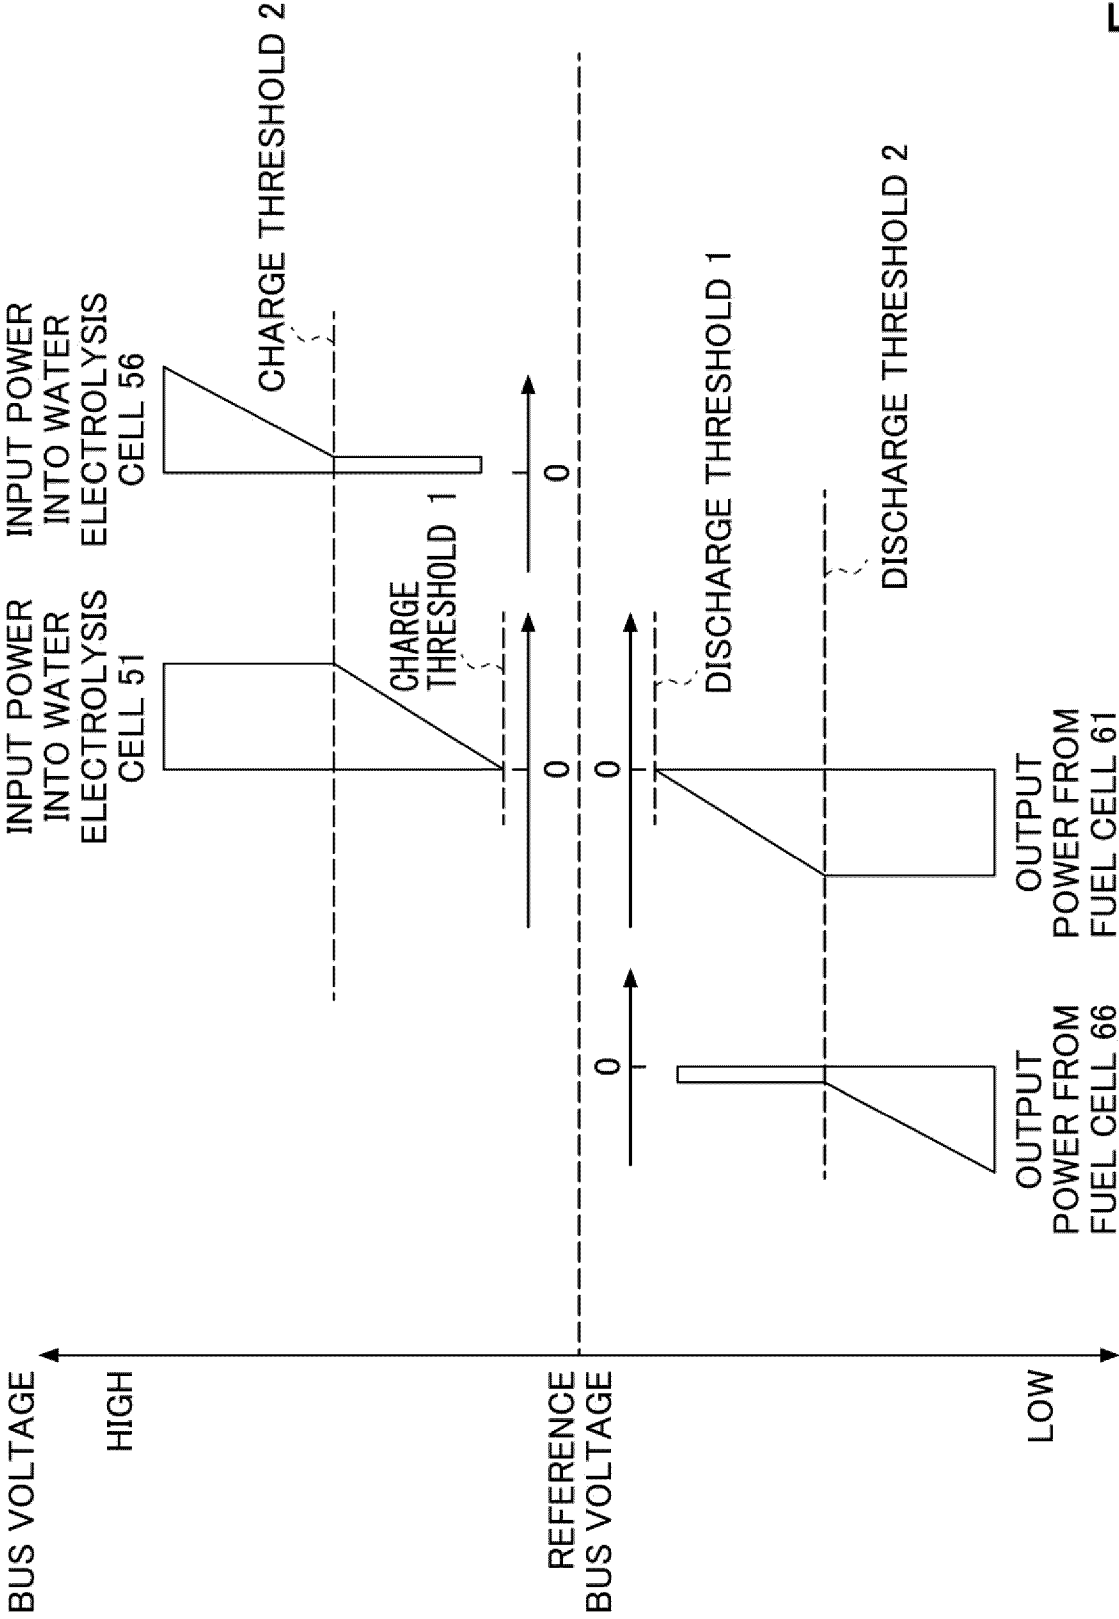 BUS VOLTAGE
HIGH
REFERENCE
BUS VOLTAGE
LOW
INPUT POWER
INTO WATER
ELECTROLYSIS
CELL 51
INPUT POWER
INTO WATER
ELECTROLYSIS
CELL 56
CHARGE THRESHOLD 2
CHARGE
THRESHOLD 1
0
0
0
0
DISCHARGE THRESHOLD 1
DISCHARGE THRESHOLD 2
OUTPUT
POWER FROM
FUEL CELL 66
OUTPUT
POWER FROM
FUEL CELL 61